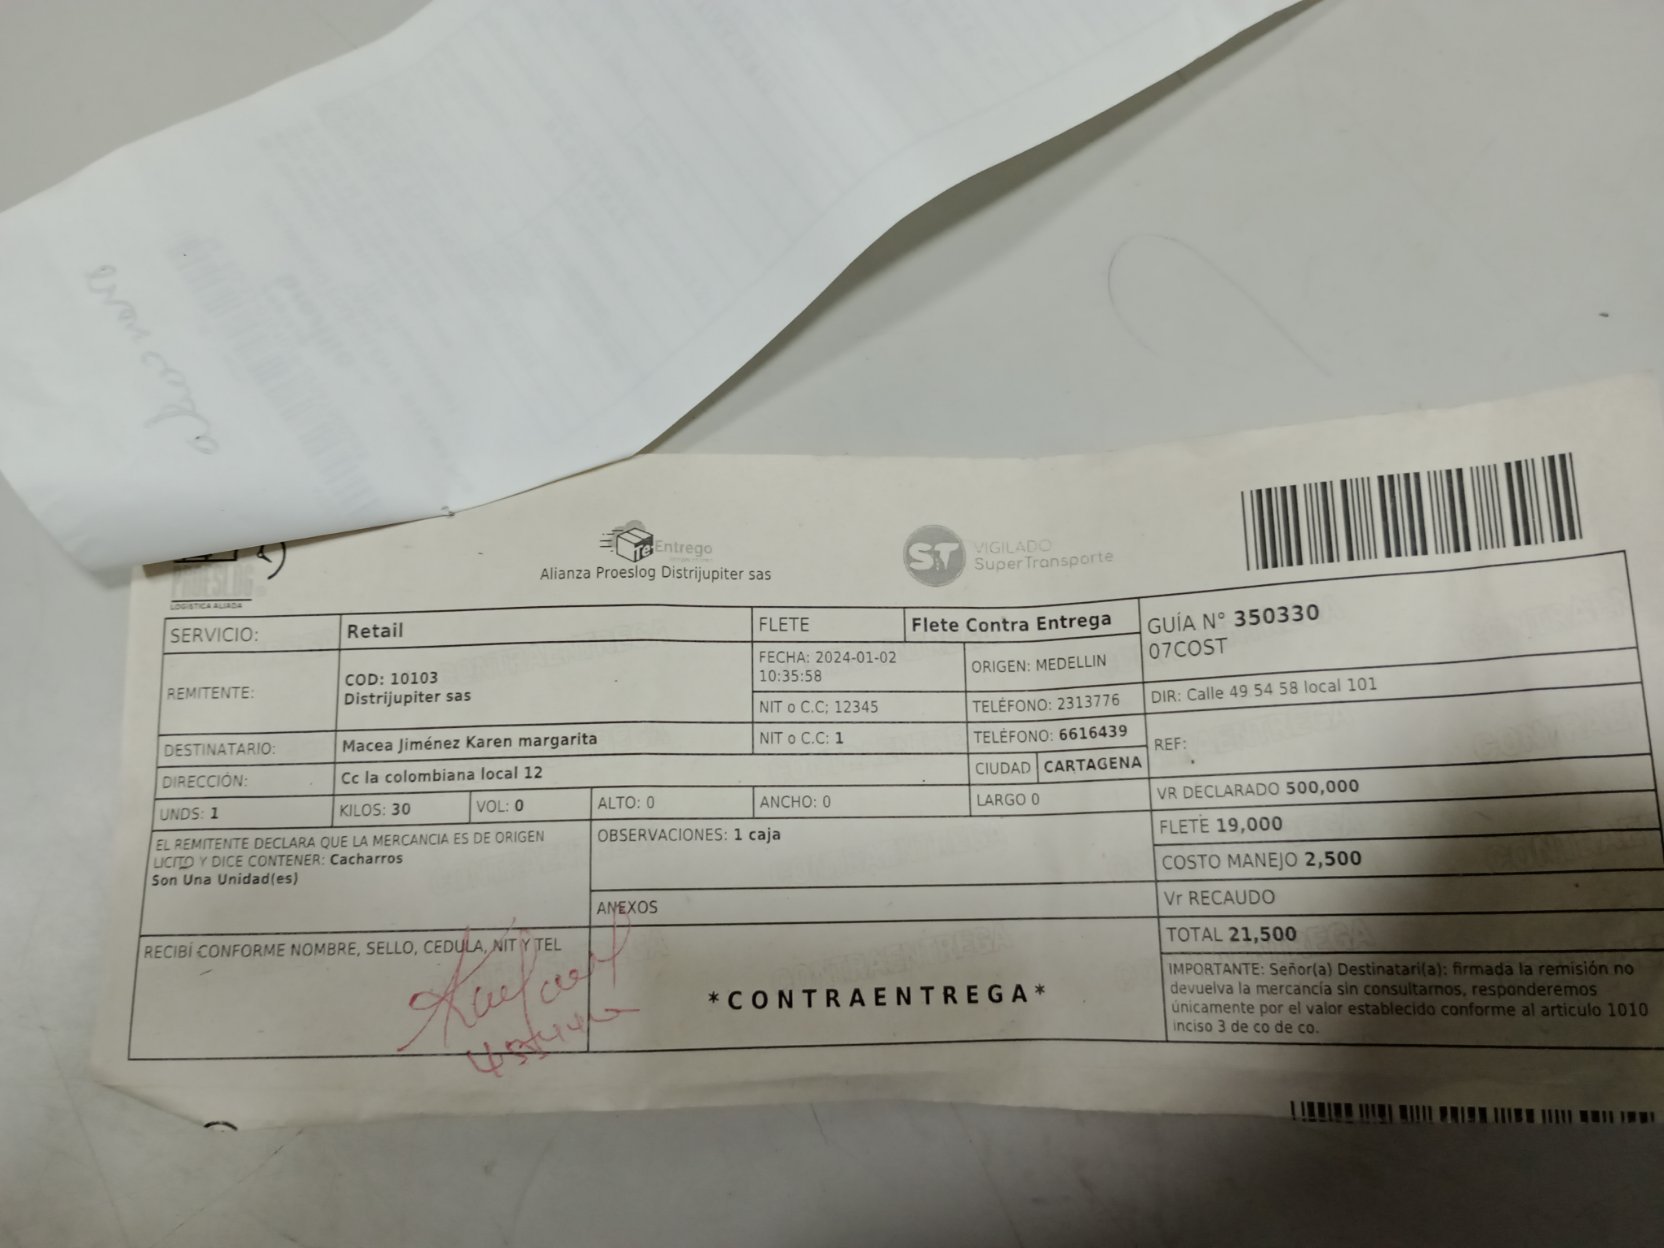 PROESLOG
LOGISTICA ALIADA
Te Entrego
Alianza Proeslog Distrijupiter sas
ST VIGILADO
SuperTransporte
SERVICIO: Retail FLETE Flete Contra Entrega GUÍA N° 350330
07COST
REMITENTE: COD: 10103
Distrijupiter sas
FECHA: 2024-01-02
10:35:58
ORIGEN: MEDELLIN
NIT o C.C; 12345 TELÉFONO: 2313776 DIR: Calle 49 54 58 local 101
DESTINATARIO: Macea Jiménez Karen margarita NIT o C.C: 1 TELÉFONO: 6616439 REF:
DIRECCIÓN: Cc la colombiana local 12 CIUDAD CARTAGENA
UNDS: 1 KILOS: 30 VOL: 0 ALTO: 0 ANCHO: 0 LARGO 0 VR DECLARADO 500,000
EL REMITENTE DECLARA QUE LA MERCANCIA ES DE ORIGEN
LICITO Y DICE CONTENER: Cacharros
Son Una Unidad(es)
OBSERVACIONES: 1 caja
FLETE 19,000
COSTO MANEJO 2,500
ANEXOS
Vr RECAUDO
TOTAL 21,500
RECIBÍ CONFORME NOMBRE, SELLO, CEDULA, NIT Y TEL
*CONTRAENTREGA*
IMPORTANTE: Señor(a) Destinatari(a): firmada la remisión no
devuelva la mercancía sin consultarnos, responderemos
únicamente por el valor establecido conforme al articulo 1010
inciso 3 de co de co.